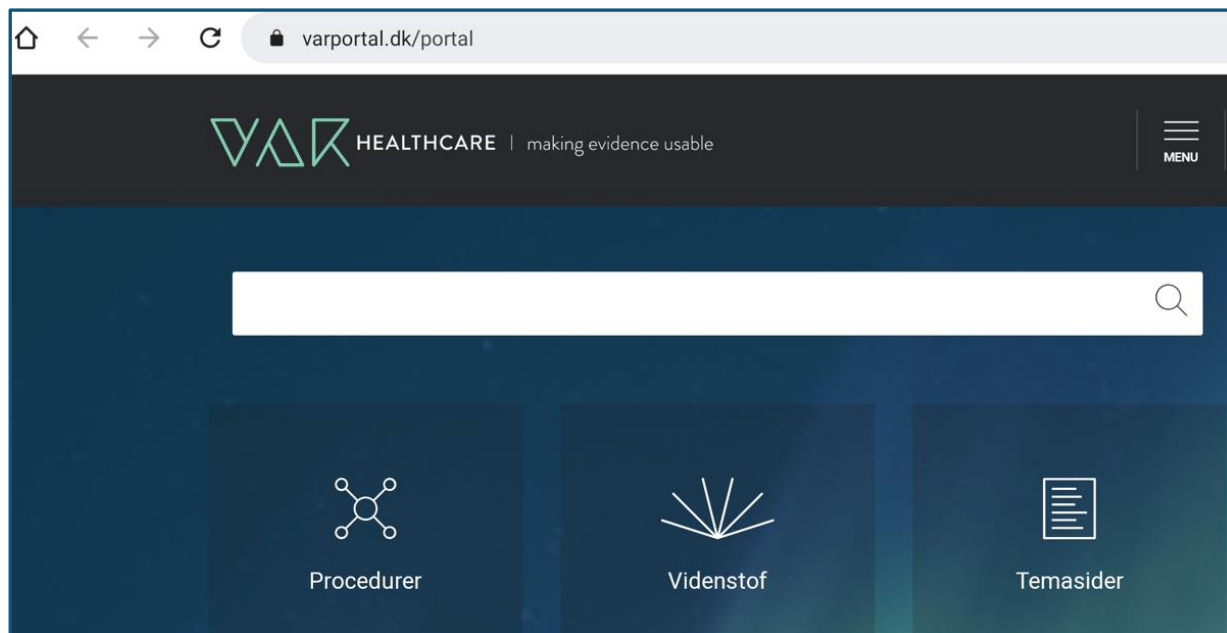 varportal.dk/portal
VAR HEALTHCARE | making evidence usable
MENU
Procedurer
Videnstof
Temasider